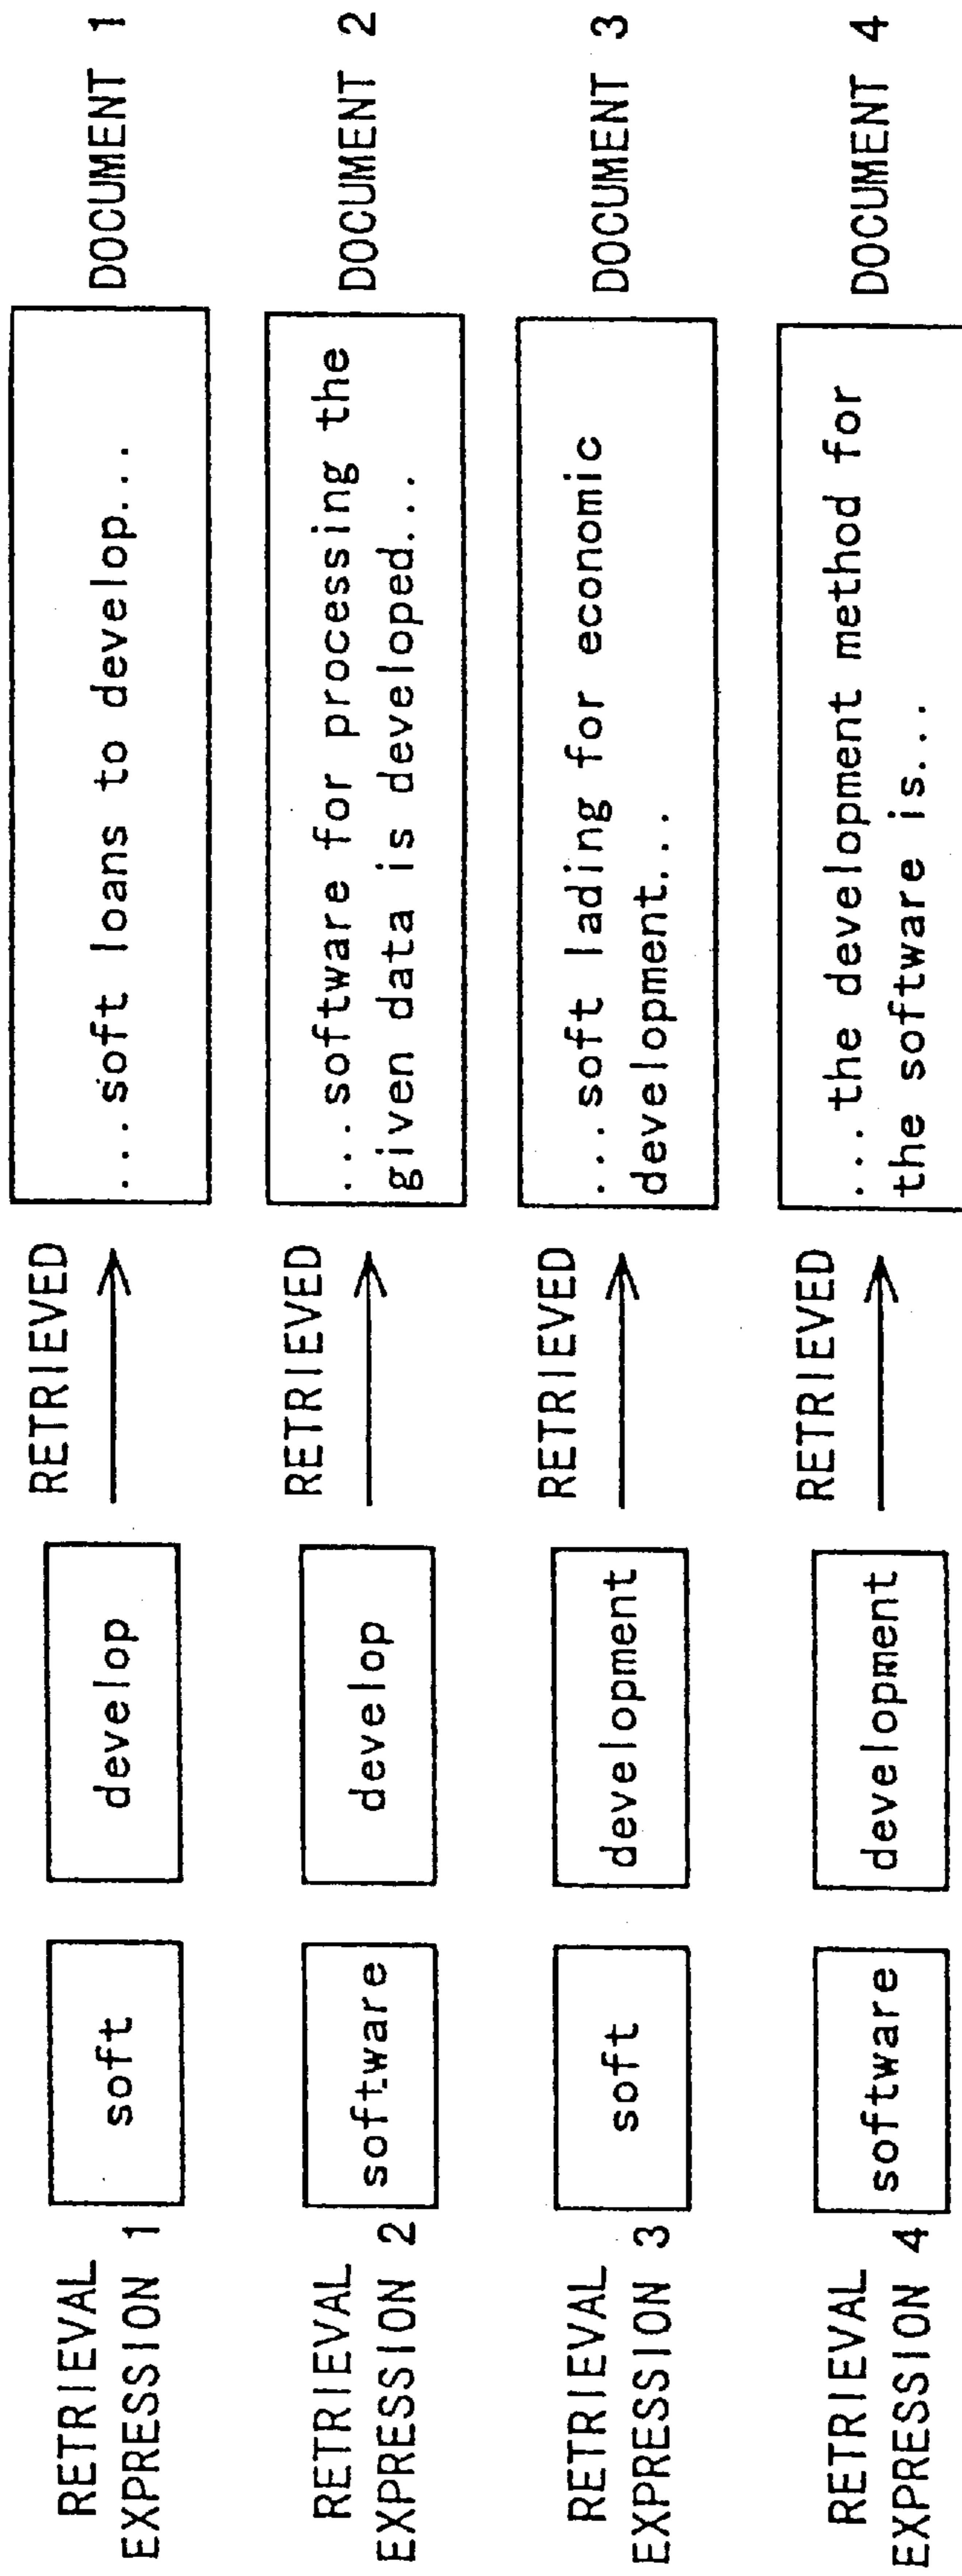 RETRIEVAL
EXPRESSION 1
soft
develop
RETRIEVED
...soft loans to develop...
DOCUMENT 1
RETRIEVAL
EXPRESSION 2
software
develop
RETRIEVED
...software for processing the
given data is developed...
DOCUMENT 2
RETRIEVAL
EXPRESSION 3
soft
development
RETRIEVED
...soft lading for economic
development...
DOCUMENT 3
RETRIEVAL
EXPRESSION 4
software
development
RETRIEVED
... the development method for
the software is...
DOCUMENT 4